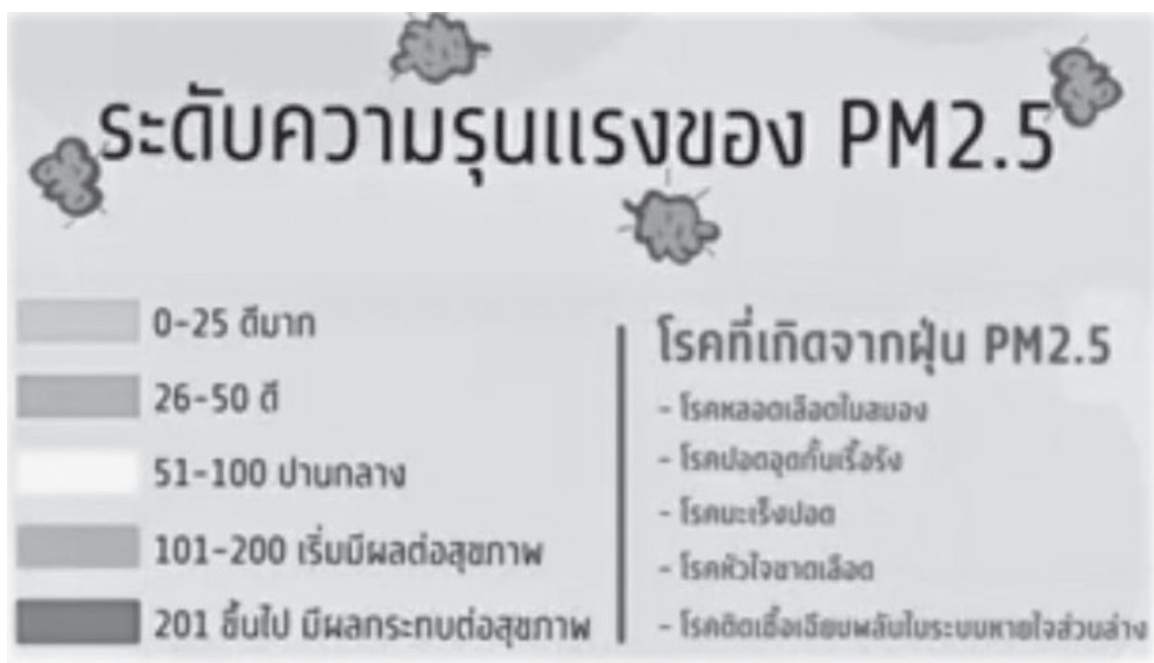 ระดับความรุนแรงของ PM2.5
0-25 ดีมาก
26-50 ดี
51-100 ปานกลาง
101-200 เริ่มมีผลต่อสุขภาพ
201 ขึ้นไป มีผลกระทบต่อสุขภาพ
โรคที่เกิดจากฝุ่น PM2.5
- โรคหลอดเลือดในสมอง
- โรคปอดอุดกั้นเรื้อรัง
- โรคมะเร็งปอด
- โรคหัวใจขาดเลือด
- โรคติดเชื้อเฉียบพลันในระบบหายใจส่วนล่าง